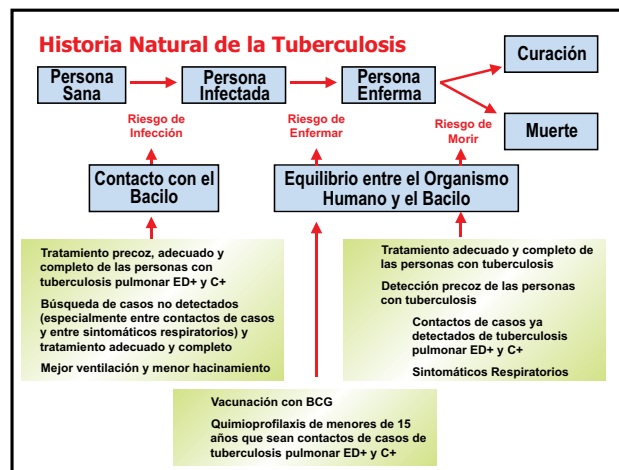 Historia Natural de la Tuberculosis
Persona
Sana
Persona
Infectada
Persona
Enferma
Curación
Muerte
Riesgo de
Infección
Riesgo de
Enfermar
Riesgo de
Morir
Contacto con el
Bacilo
Equilibrio entre el Organismo
Humano y el Bacilo
Tratamiento precoz, adecuado y
completo de las personas con
tuberculosis pulmonar ED+ y C+
Búsqueda de casos no detectados
(especialmente entre contactos de casos
y entre sintomáticos respiratorios) y
tratamiento adecuado y completo
Mejor ventilación y menor hacinamiento
Tratamiento adecuado y completo de
las personas con tuberculosis
Detección precoz de las personas
con tuberculosis
Contactos de casos ya
detectados de tuberculosis
pulmonar ED+ y C+
Sintomáticos Respiratorios
Vacunación con BCG
Quimioprofilaxis de menores de 15
años que sean contactos de casos de
tuberculosis pulmonar ED+ y C+